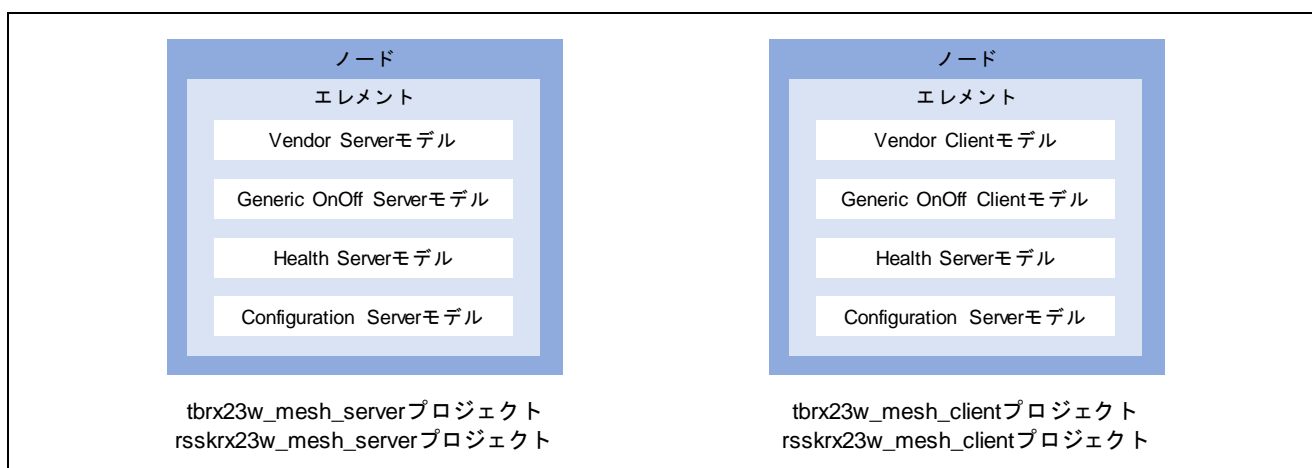 ノード
エレメント
Vendor Serverモデル
Generic OnOff Serverモデル
Health Serverモデル
Configuration Serverモデル
tbrx23w_mesh_serverプロジェクト
rsskrx23w_mesh_serverプロジェクト
ノード
エレメント
Vendor Clientモデル
Generic OnOff Clientモデル
Health Serverモデル
Configuration Serverモデル
tbrx23w_mesh_clientプロジェクト
rsskrx23w_mesh_clientプロジェクト